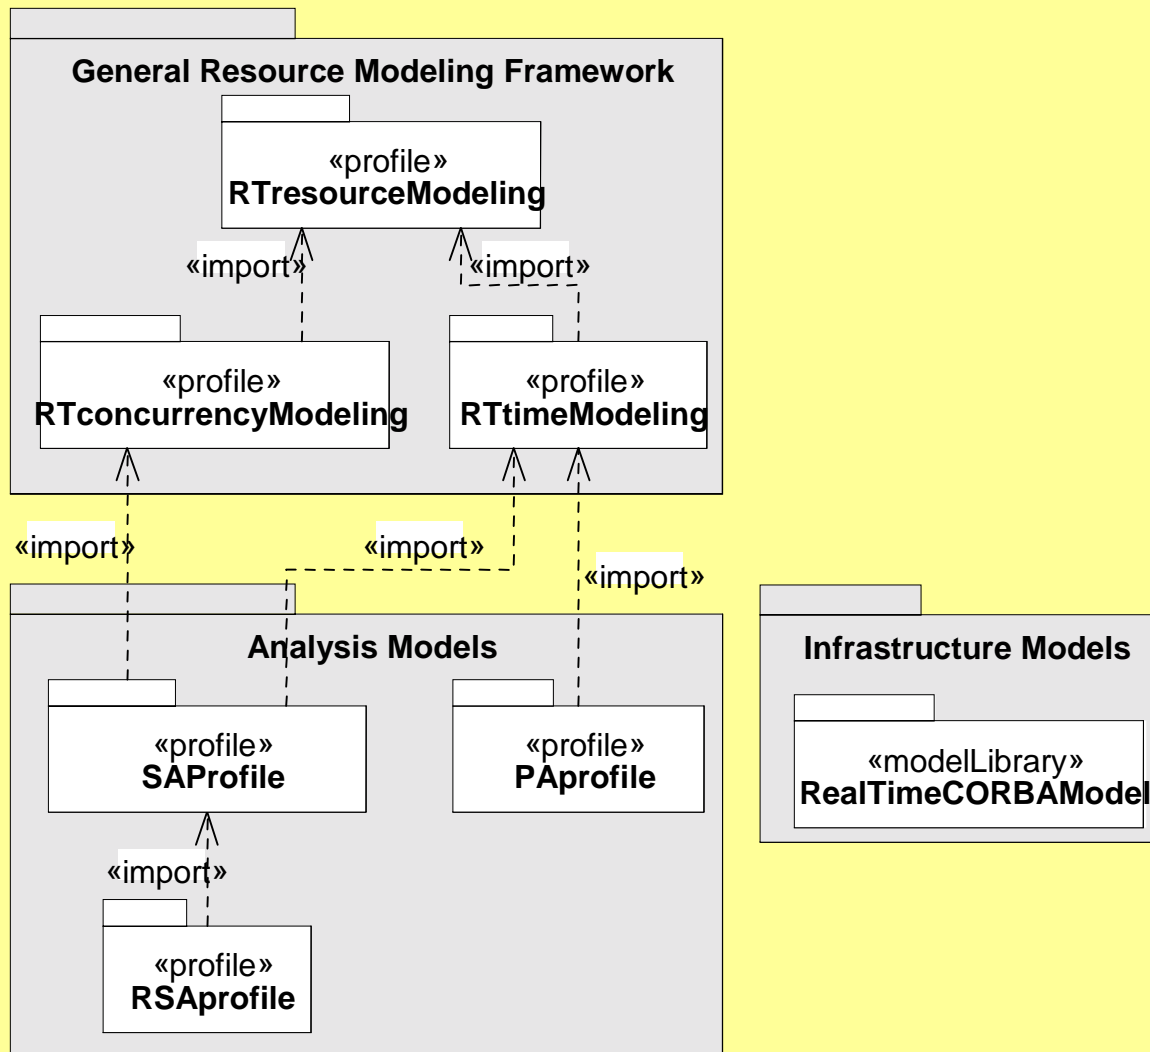 General Resource Modeling Framework
«profile»
RTresourceModeling
«import»
«import»
«profile»
RTconcurrencyModeling
«profile»
RTtimeModeling
«import»
«import»
«import»
Analysis Models
«profile»
SAProfile
«profile»
PAprofile
«import»
«profile»
RSAprofile
Infrastructure Models
«modelLibrary»
RealTimeCORBAModel